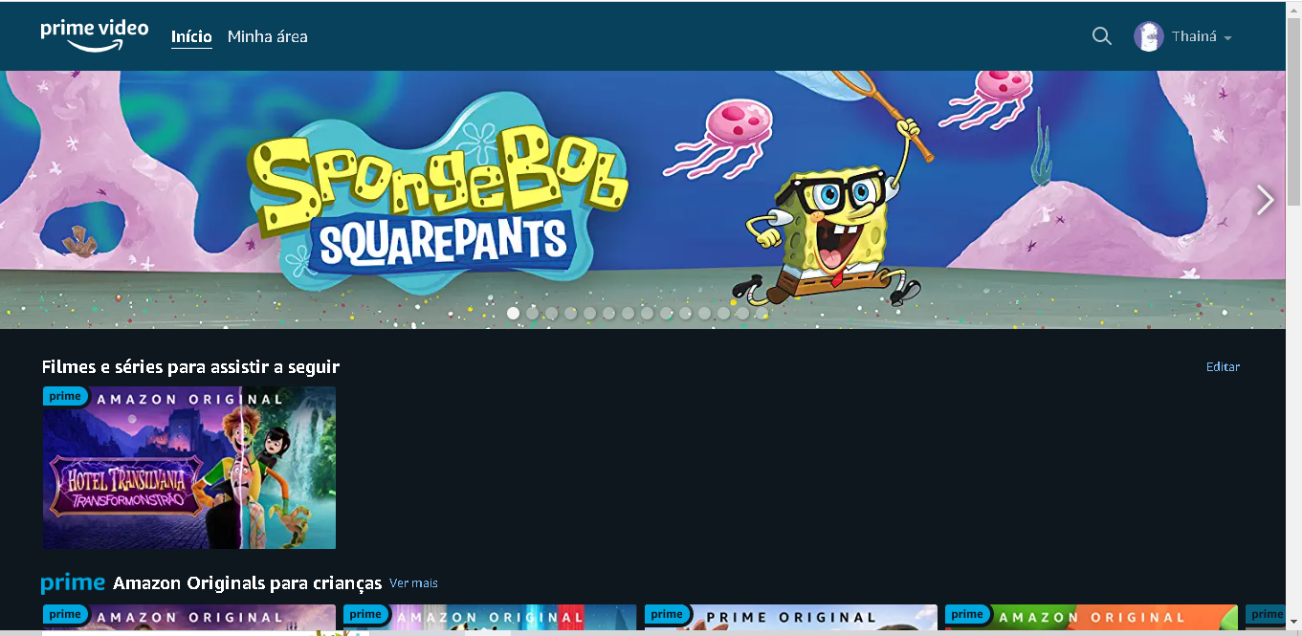 prime video
Início
Minha área
Thainá
SPONGEBOB
SQUAREPANTS
Filmes e séries para assistir a seguir
Editar
prime
AMAZON ORIGINAL
HOTEL TRANSILVANIA
TRANSFORMONSTRÃO
prime Amazon Originals para crianças Ver mais
prime AMAZON ORIGINAL
prime AMAZON ORIGINAL
prime PRIME ORIGINAL
prime AMAZON ORIGINAL
prime